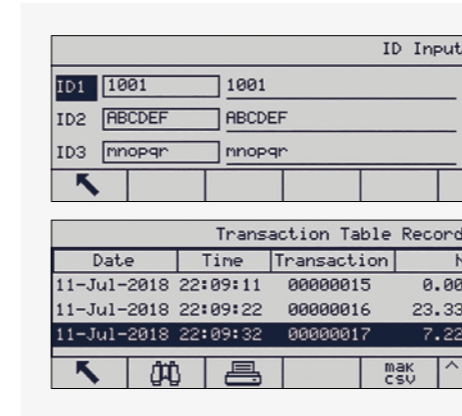 ID Input
ID1 1001 1001
ID2 ABCDEF ABCDEF
ID3 mnopqr mnopqr
Transaction Table Record
Date Time Transaction N
11-Jul-2018 22:09:11 00000015 0.00
11-Jul-2018 22:09:22 00000016 23.33
11-Jul-2018 22:09:32 00000017 7.22
mak
csv